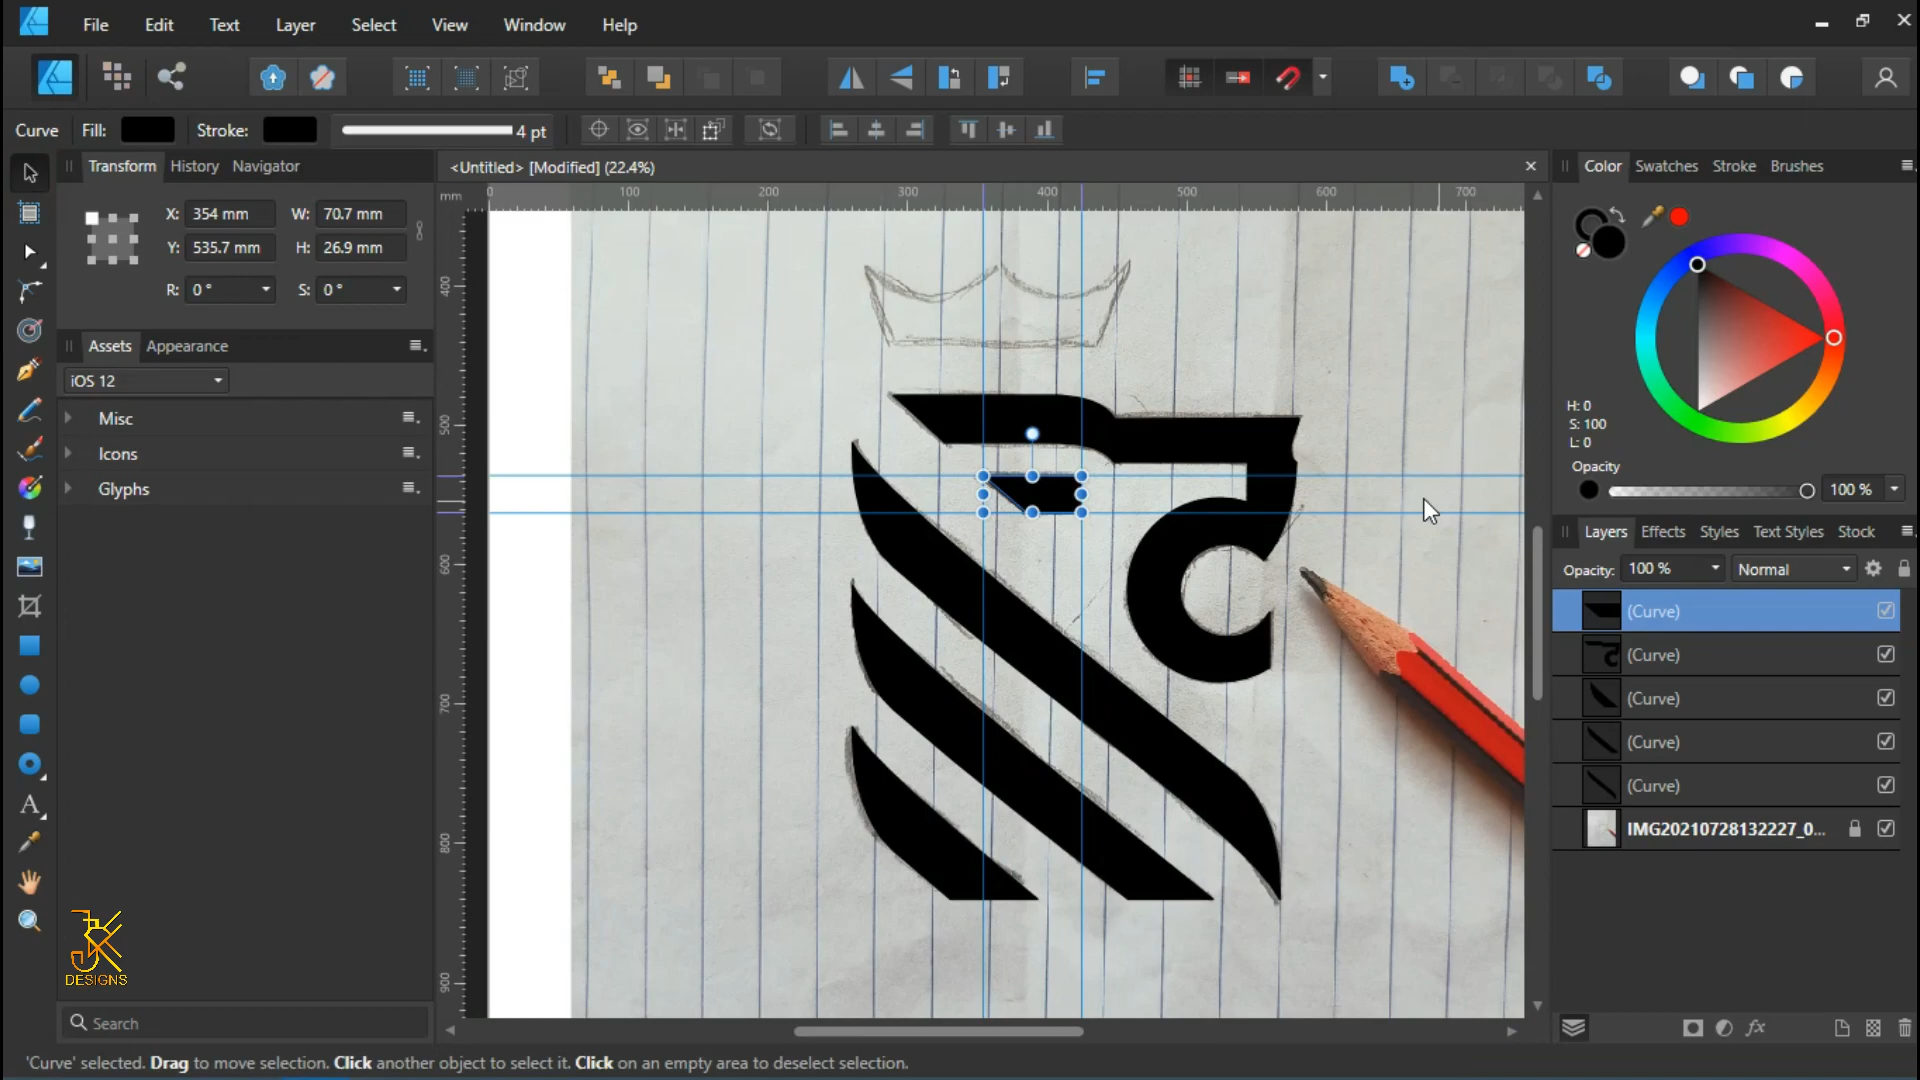 File Edit Text Layer Select View Window Help
Curve Fill: Stroke: 4 pt
Transform History Navigator
<Untitled> [Modified] (22.4%)
Color Swatches Stroke Brushes
mm 0 100 200 300 400 500 600 700
X: 354 mm W: 70.7 mm
Y: 535.7 mm H: 26.9 mm
R: 0 ° S: 0 °
Assets Appearance
iOS 12
Misc
Icons
Glyphs
400
500
600
700
800
900
H: 0
S: 100
L: 0
Opacity
100 %
Layers Effects Styles Text Styles Stock
Opacity: 100 % Normal
(Curve)
(Curve)
(Curve)
(Curve)
(Curve)
IMG20210728132227_0...
JK
DESIGNS
Search
fx
'Curve' selected. Drag to move selection. Click another object to select it. Click on an empty area to deselect selection.